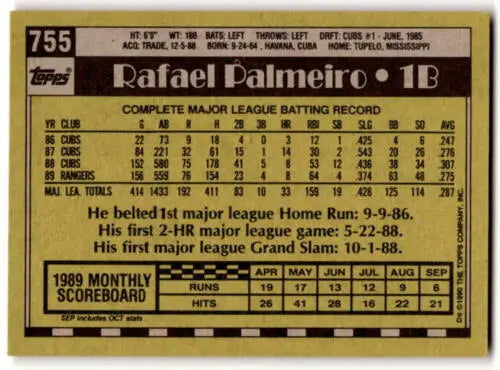 755
HT: 6'0" WT: 180 BATS: LEFT THROWS: LEFT DRFT: CUBS #1 - JUNE, 1985
ACQ: TRADE, 12-5-88 BORN: 9-24-64, HAVANA, CUBA HOME: TUPELO, MISSISSIPPI
Topps
Rafael Palmeiro • 1B
COMPLETE MAJOR LEAGUE BATTING RECORD
YR CLUB G AB R H 2B 3B HR RBI SB SLG BB SO AVG
86 CUBS 22 73 9 18 4 0 3 12 1 .425 4 6 .247
87 CUBS 84 221 32 61 15 1 14 30 2 .543 20 26 .276
88 CUBS 152 580 75 178 41 5 8 53 12 .436 38 34 .307
89 RANGERS 156 559 76 154 23 4 8 64 4 .374 63 48 .275
MAJ. LEA. TOTALS 414 1433 192 411 83 10 33 159 19 .428 125 114 .287
He belted 1st major league Home Run: 9-9-86.
His first 2-HR major league game: 5-22-88.
His first major league Grand Slam: 10-1-88.
1989 MONTHLY SCOREBOARD
APR MAY JUN JUL AUG SEP
RUNS 19 17 13 12 9 6
HITS 26 41 28 16 22 21
SEP includes OCT stats
D* © 1990 THE TOPPS COMPANY, INC.